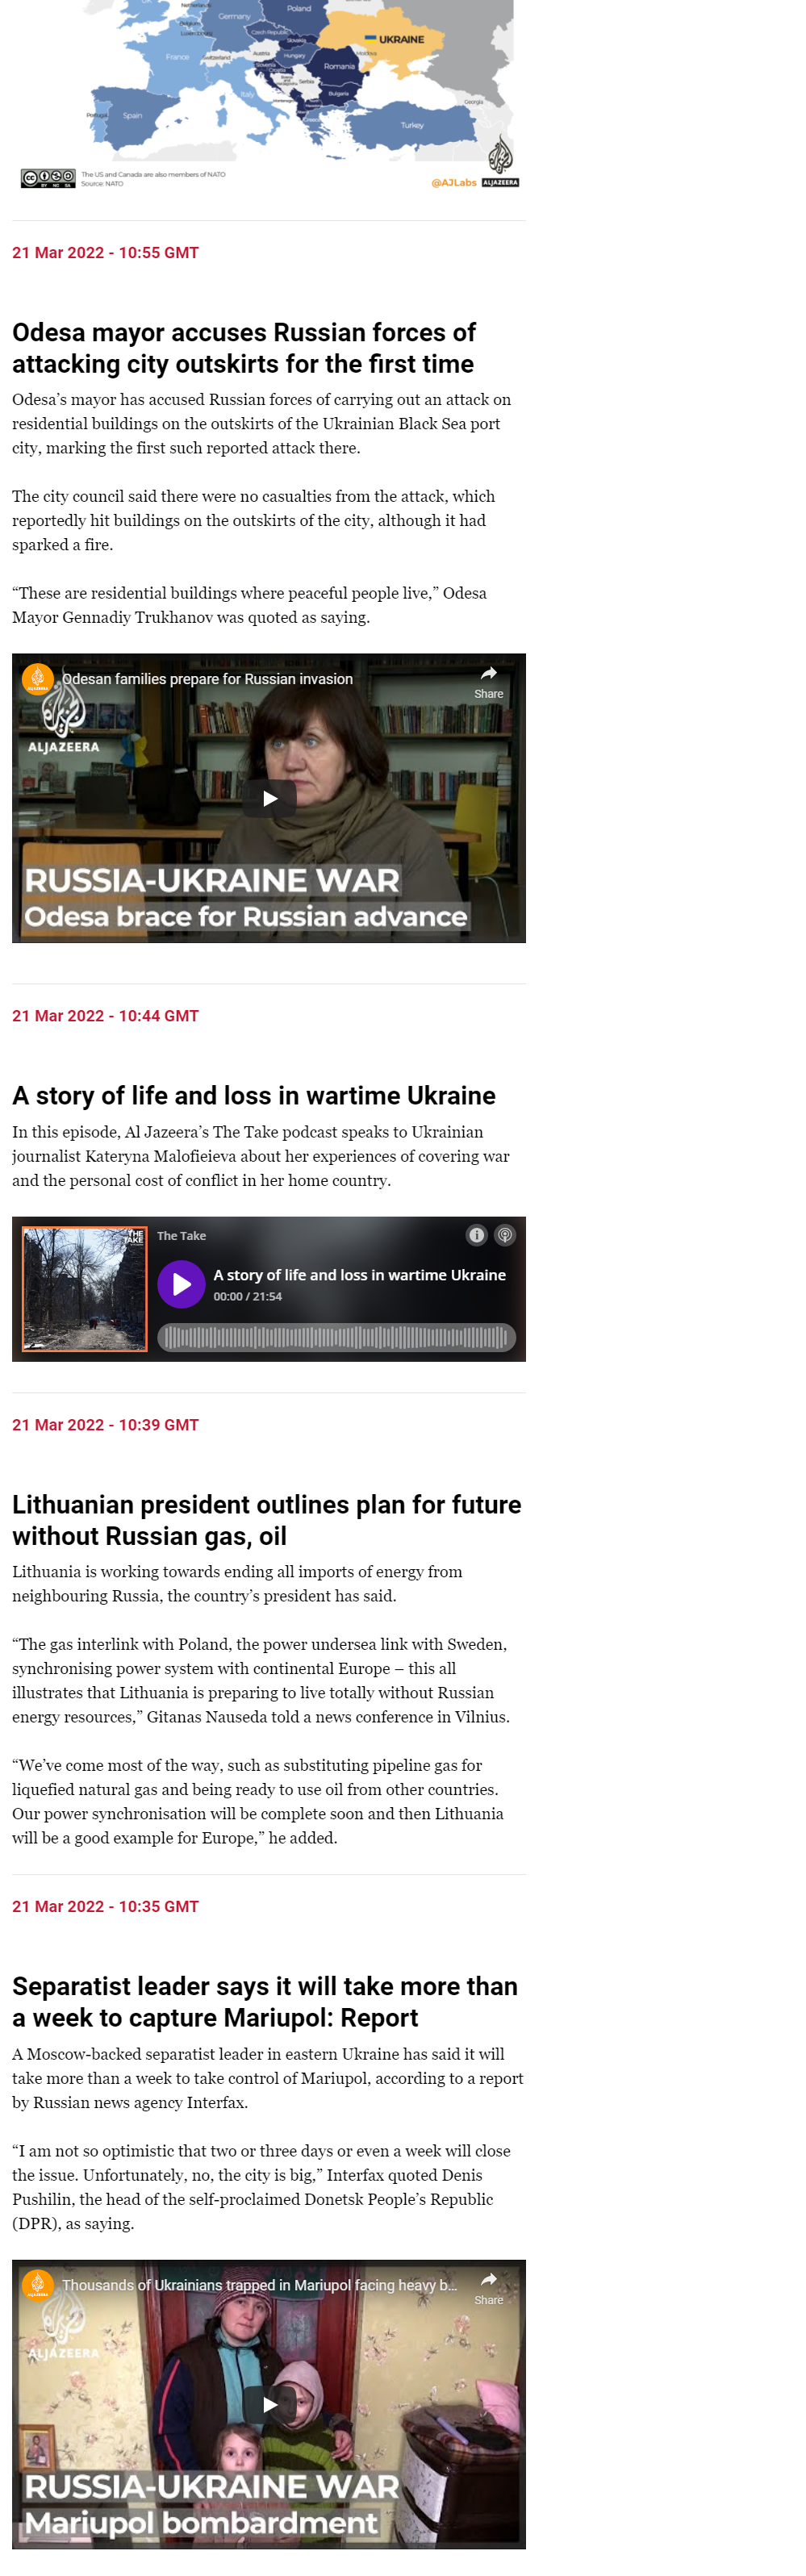 Netherlands
Germany
Poland
Belgium
Luxembourg
Czech Republic
UKRAINE
Slovakia
France
Switzerland
Austria
Hungary
Moldova
Slovenia
Croatia
Romania
Serbia
Italy
Bulgaria
Georgia
Portugal
Spain
Turkey
The US and Canada are also members of NATO
Source: NATO
@AJLabs ALJAZEERA
BY NC SA
21 Mar 2022 - 10:55 GMT
Odesa mayor accuses Russian forces of
attacking city outskirts for the first time
Odesa’s mayor has accused Russian forces of carrying out an attack on
residential buildings on the outskirts of the Ukrainian Black Sea port
city, marking the first such reported attack there.
The city council said there were no casualties from the attack, which
reportedly hit buildings on the outskirts of the city, although it had
sparked a fire.
“These are residential buildings where peaceful people live,” Odesa
Mayor Gennadiy Trukhanov was quoted as saying.
Odesan families prepare for Russian invasion
Share
ALJAZEERA
RUSSIA-UKRAINE WAR
Odesa brace for Russian advance
21 Mar 2022 - 10:44 GMT
A story of life and loss in wartime Ukraine
In this episode, Al Jazeera’s The Take podcast speaks to Ukrainian
journalist Kateryna Malofieieva about her experiences of covering war
and the personal cost of conflict in her home country.
THE TAKE
The Take
A story of life and loss in wartime Ukraine
00:00 / 21:54
21 Mar 2022 - 10:39 GMT
Lithuanian president outlines plan for future
without Russian gas, oil
Lithuania is working towards ending all imports of energy from
neighbouring Russia, the country’s president has said.
“The gas interlink with Poland, the power undersea link with Sweden,
synchronising power system with continental Europe – this all
illustrates that Lithuania is preparing to live totally without Russian
energy resources,” Gitanas Nauseda told a news conference in Vilnius.
“We’ve come most of the way, such as substituting pipeline gas for
liquefied natural gas and being ready to use oil from other countries.
Our power synchronisation will be complete soon and then Lithuania
will be a good example for Europe,” he added.
21 Mar 2022 - 10:35 GMT
Separatist leader says it will take more than
a week to capture Mariupol: Report
A Moscow-backed separatist leader in eastern Ukraine has said it will
take more than a week to take control of Mariupol, according to a report
by Russian news agency Interfax.
“I am not so optimistic that two or three days or even a week will close
the issue. Unfortunately, no, the city is big,” Interfax quoted Denis
Pushilin, the head of the self-proclaimed Donetsk People’s Republic
(DPR), as saying.
Thousands of Ukrainians trapped in Mariupol facing heavy b...
Share
ALJAZEERA
RUSSIA-UKRAINE WAR
Mariupol bombardment